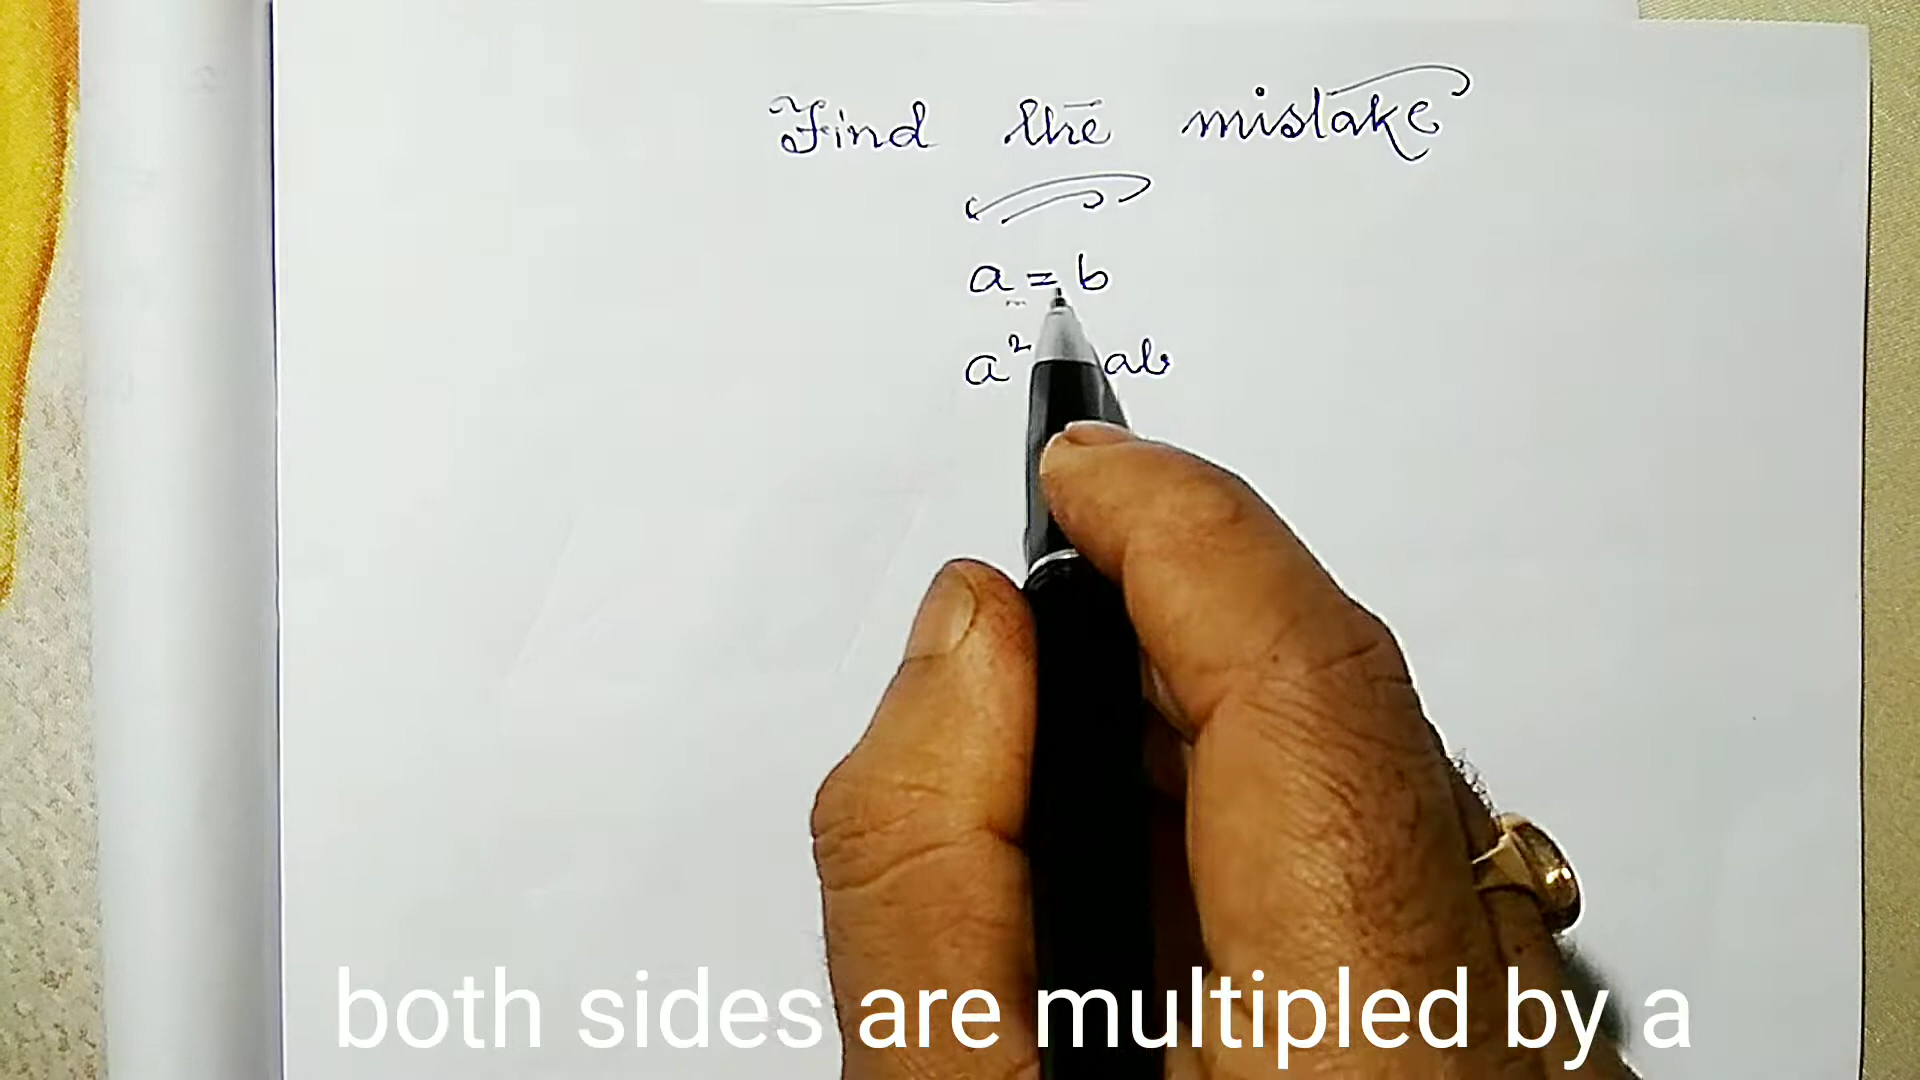 Find the mistake
a = b
a² ab
both sides are multipled by a